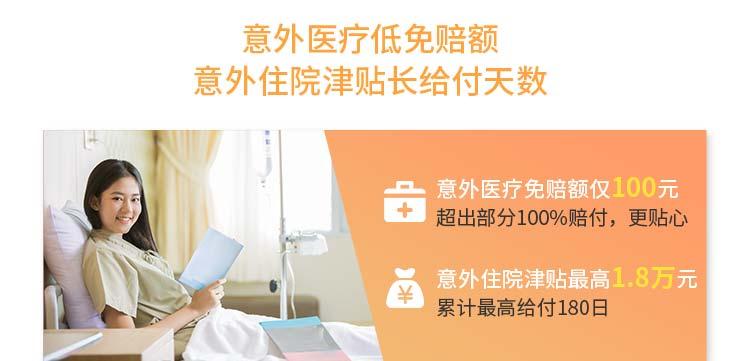 意外医疗低免赔额
意外住院津贴长给付天数
意外医疗免赔额仅100元
超出部分100%赔付，更贴心
意外住院津贴最高1.8万元
累计最高给付180日